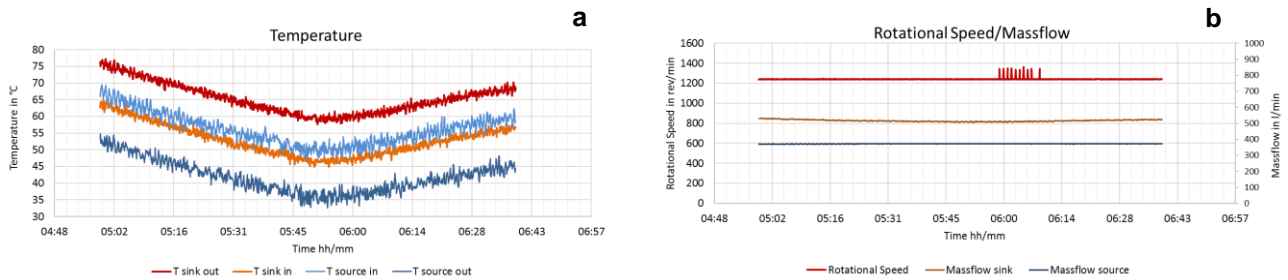 a
Temperature
Temperature in °C
80
75
70
65
60
55
50
45
40
35
30
04:48 05:02 05:16 05:31 05:45 06:00 06:14 06:28 06:43 06:57
Time hh/mm
T sink out T sink in T source in T source out
b
Rotational Speed/Massflow
Rotational Speed in rev/min
1600
1400
1200
1000
800
600
400
200
0
1000
900
800
700
600
500
400
300
200
100
0
Massflow in l/min
04:48 05:02 05:16 05:31 05:45 06:00 06:14 06:28 06:43 06:57
Time hh/mm
Rotational Speed Massflow sink Massflow source